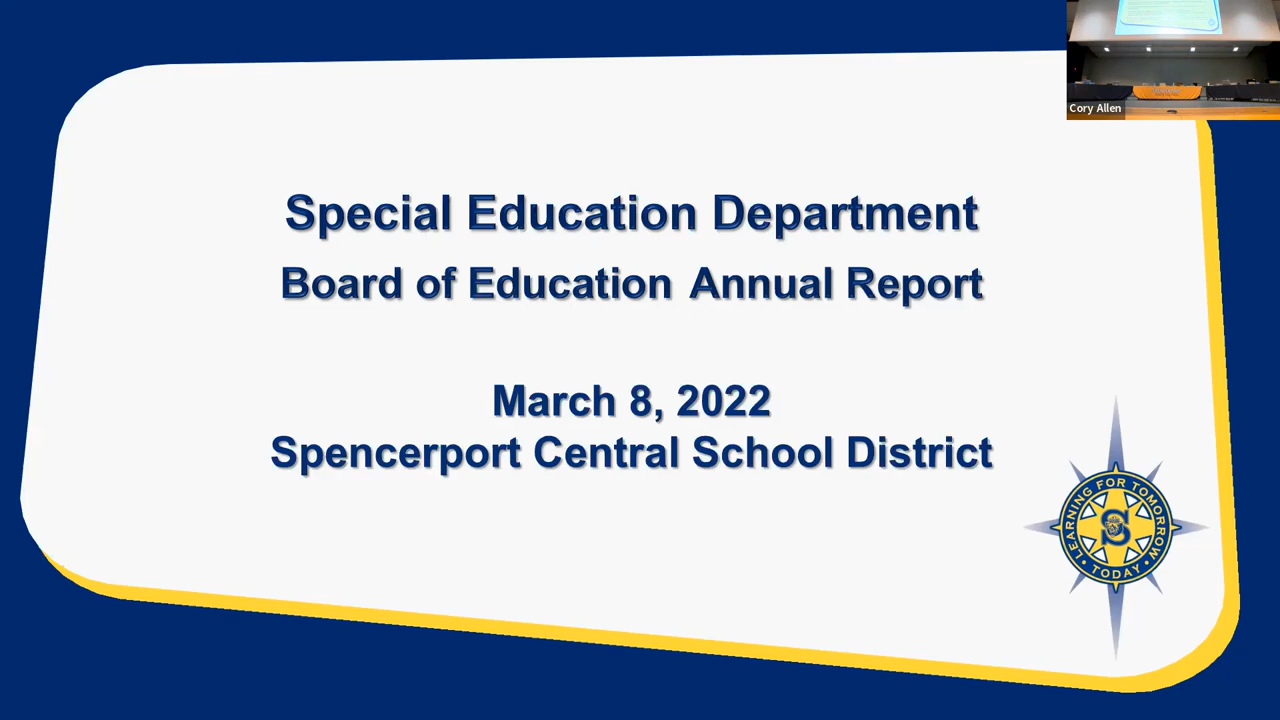 Cory Allen
Special Education Department
Board of Education Annual Report
March 8, 2022
Spencerport Central School District
LEARNING FOR TOMORROW
S
• TODAY •